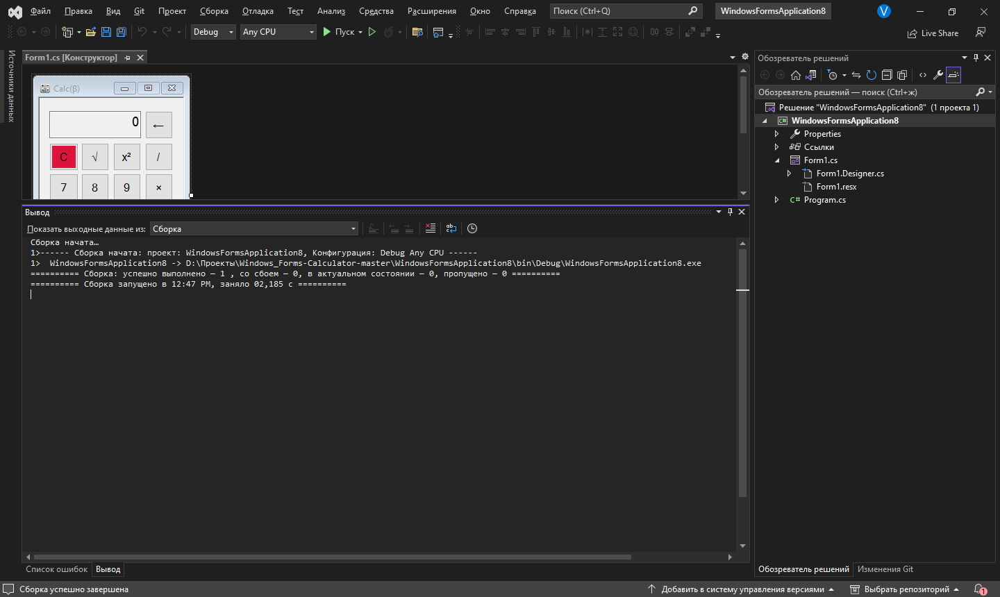 Файл Правка Вид Git Проект Сборка Отладка Тест Анализ Средства Расширения Окно Справка Поиск (Ctrl+Q) WindowsFormsApplication8 V
Debug Any CPU Пуск Live Share
Источники данных
Form1.cs [Конструктор]
Calc(β)
0 ←
C √ x² /
7 8 9 ×
Вывод
Показать выходные данные из: Сборка
Сборка начата…
1>------ Сборка начата: проект: WindowsFormsApplication8, Конфигурация: Debug Any CPU ------
1>  WindowsFormsApplication8 -> D:\Проекты\Windows_Forms-Calculator-master\WindowsFormsApplication8\bin\Debug\WindowsFormsApplication8.exe
========== Сборка: успешно выполнено — 1 , со сбоем — 0, в актуальном состоянии — 0, пропущено — 0 ==========
========== Сборка запущено в 12:47 PM, заняло 02,185 с ==========
Список ошибок Вывод
Обозреватель решений
Обозреватель решений — поиск (Ctrl+ж)
Решение "WindowsFormsApplication8" (1 проекта 1)
C# WindowsFormsApplication8
Properties
Ссылки
Form1.cs
Form1.Designer.cs
Form1.resx
C# Program.cs
Обозреватель решений Изменения Git
Сборка успешно завершена Добавить в систему управления версиями Выбрать репозиторий 1